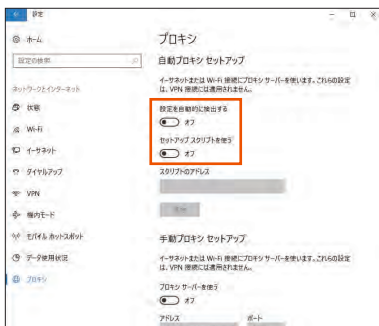 設定
ホーム
設定の検索
ネットワークとインターネット
状態
Wi-Fi
イーサネット
ダイヤルアップ
VPN
機内モード
モバイル ホットスポット
データ使用状況
プロキシ
プロキシ
自動プロキシ セットアップ
イーサネットまたは Wi-Fi 接続にプロキシ サーバーを使います。これらの設定
は、VPN 接続には適用されません。
設定を自動的に検出する
オフ
セットアップ スクリプトを使う
オフ
スクリプトのアドレス
保存
手動プロキシ セットアップ
イーサネットまたは Wi-Fi 接続にプロキシ サーバーを使います。これらの設定
は、VPN 接続には適用されません。
プロキシ サーバーを使う
オフ
アドレス
ポート